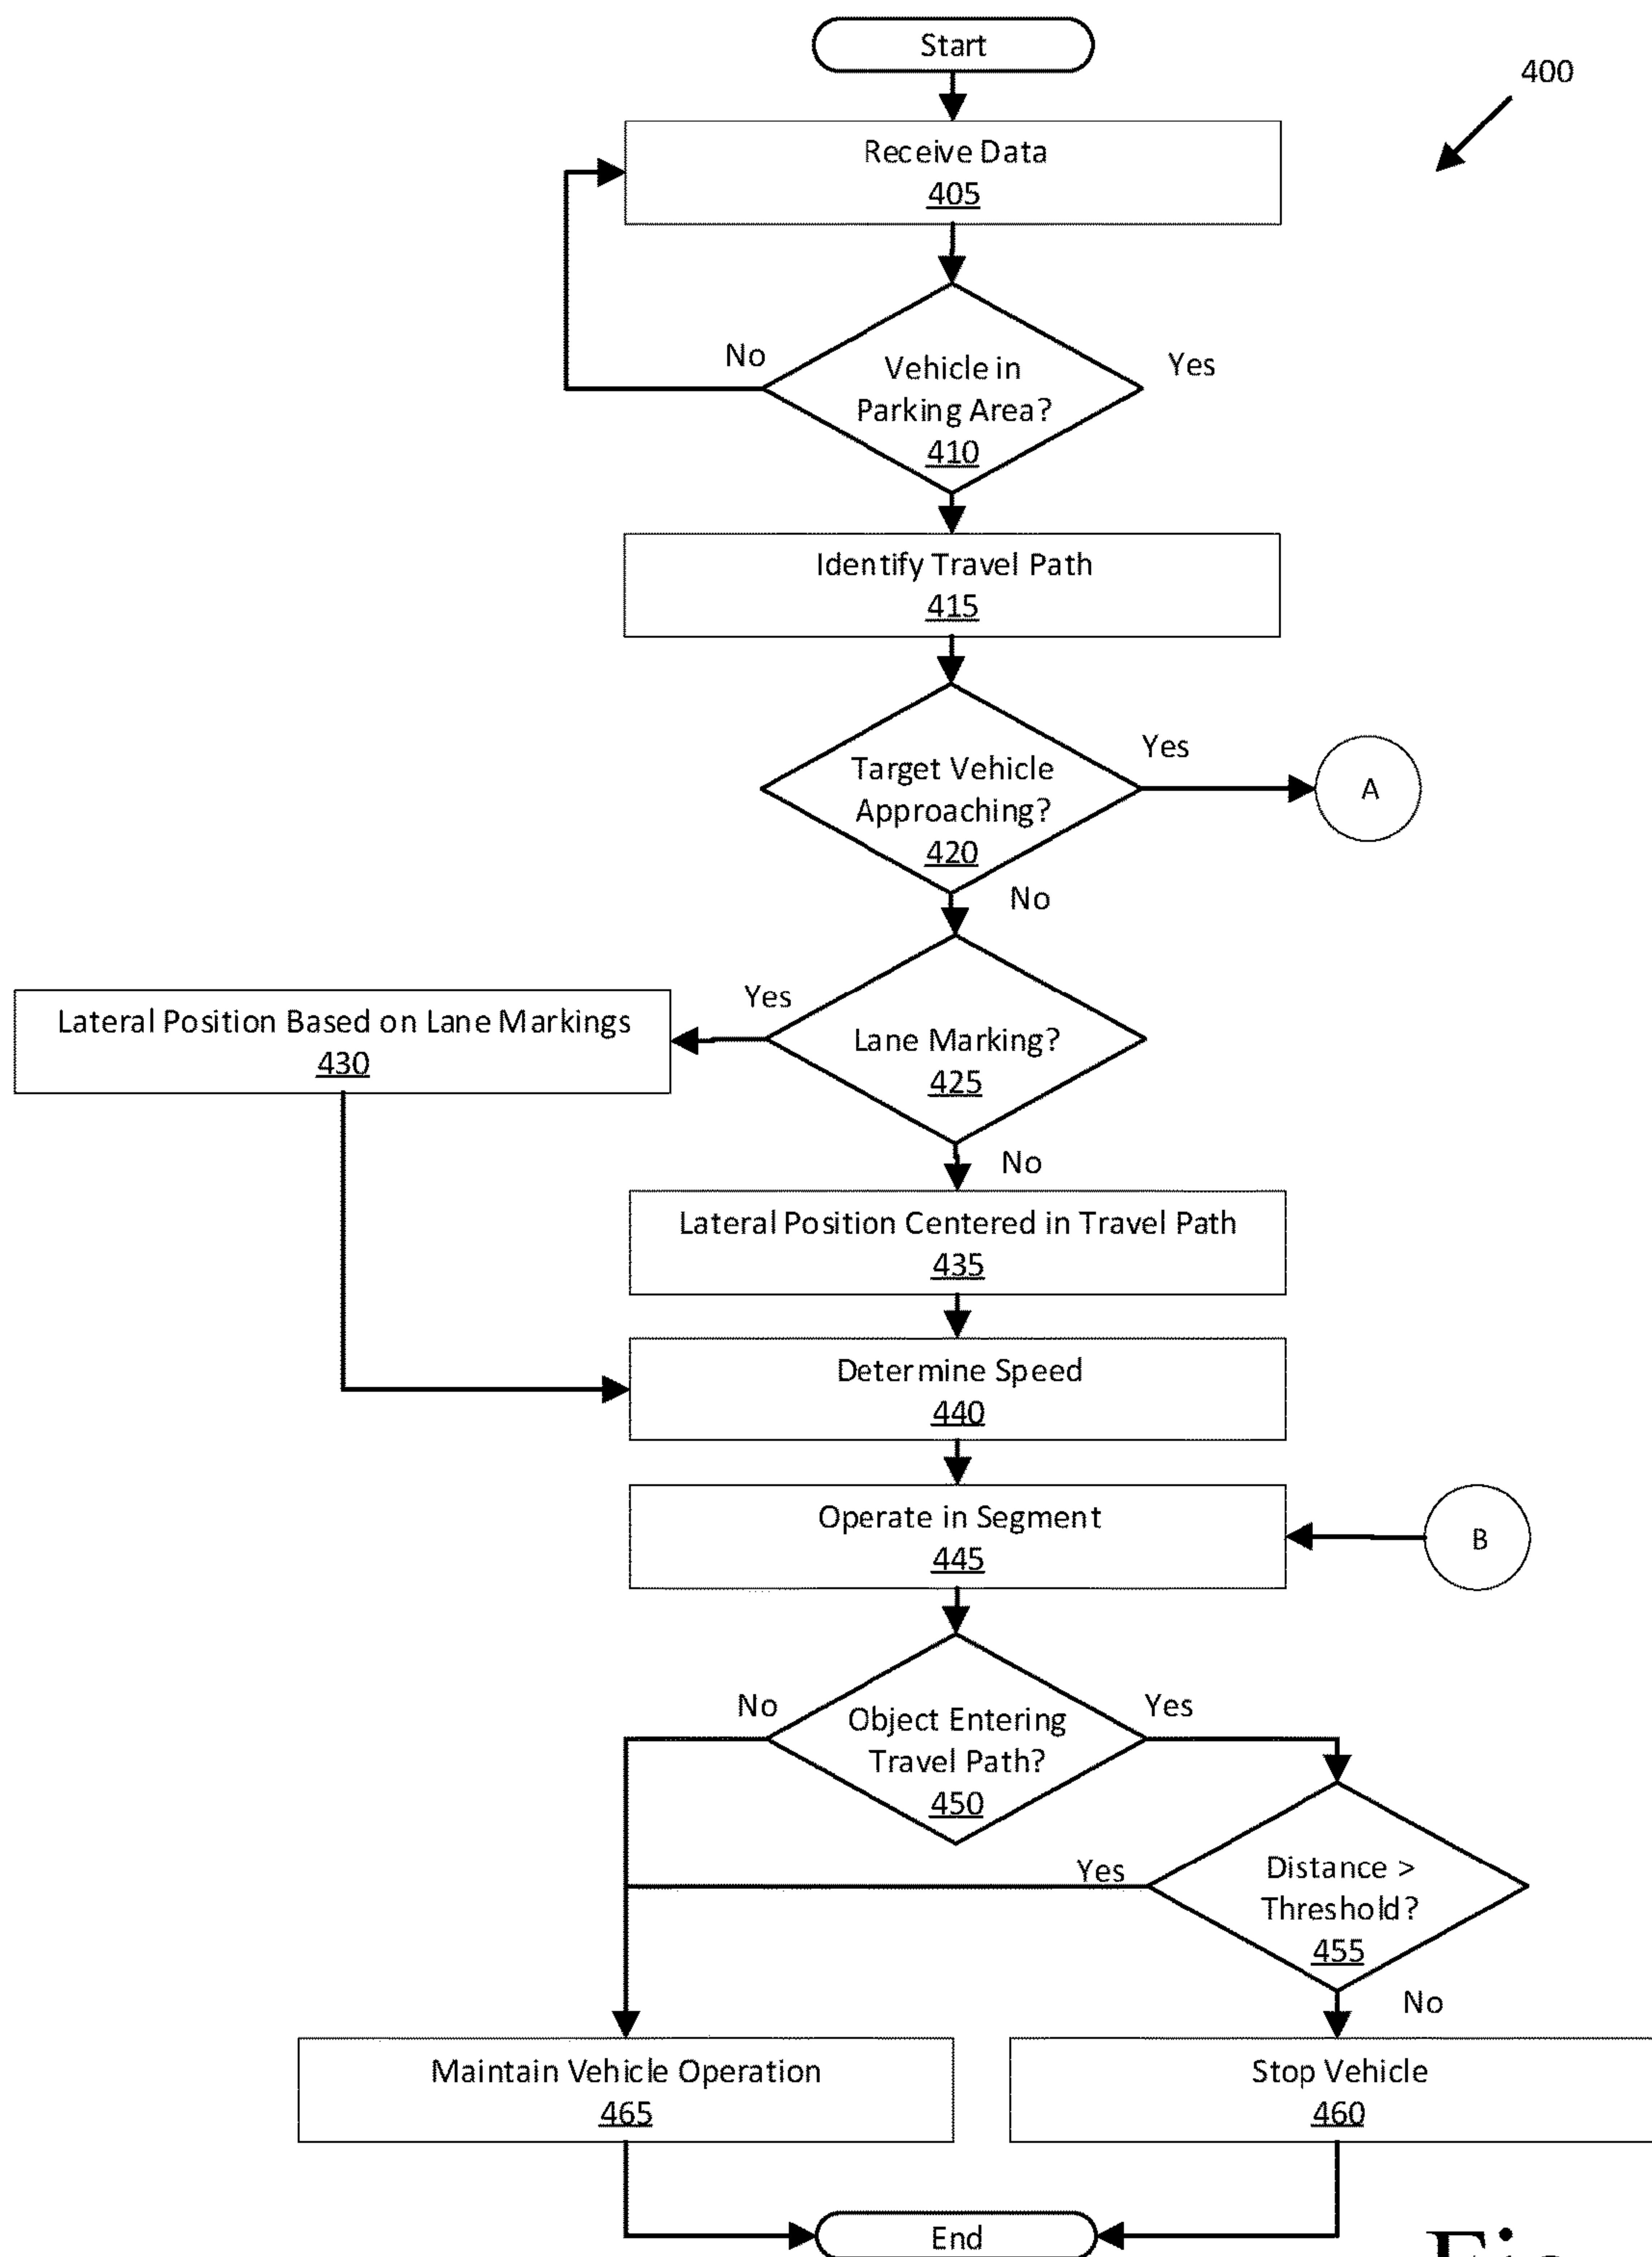 Start
400
Receive Data
405
No
Yes
Vehicle in
Parking Area?
410
Identify Travel Path
415
Yes
Target Vehicle
Approaching?
420
A
No
Yes
Lateral Position Based on Lane Markings
430
Lane Marking?
425
No
Lateral Position Centered in Travel Path
435
Determine Speed
440
Operate in Segment
445
B
No
Yes
Object Entering
Travel Path?
450
Yes
Distance >
Threshold?
455
No
Maintain Vehicle Operation
465
Stop Vehicle
460
End